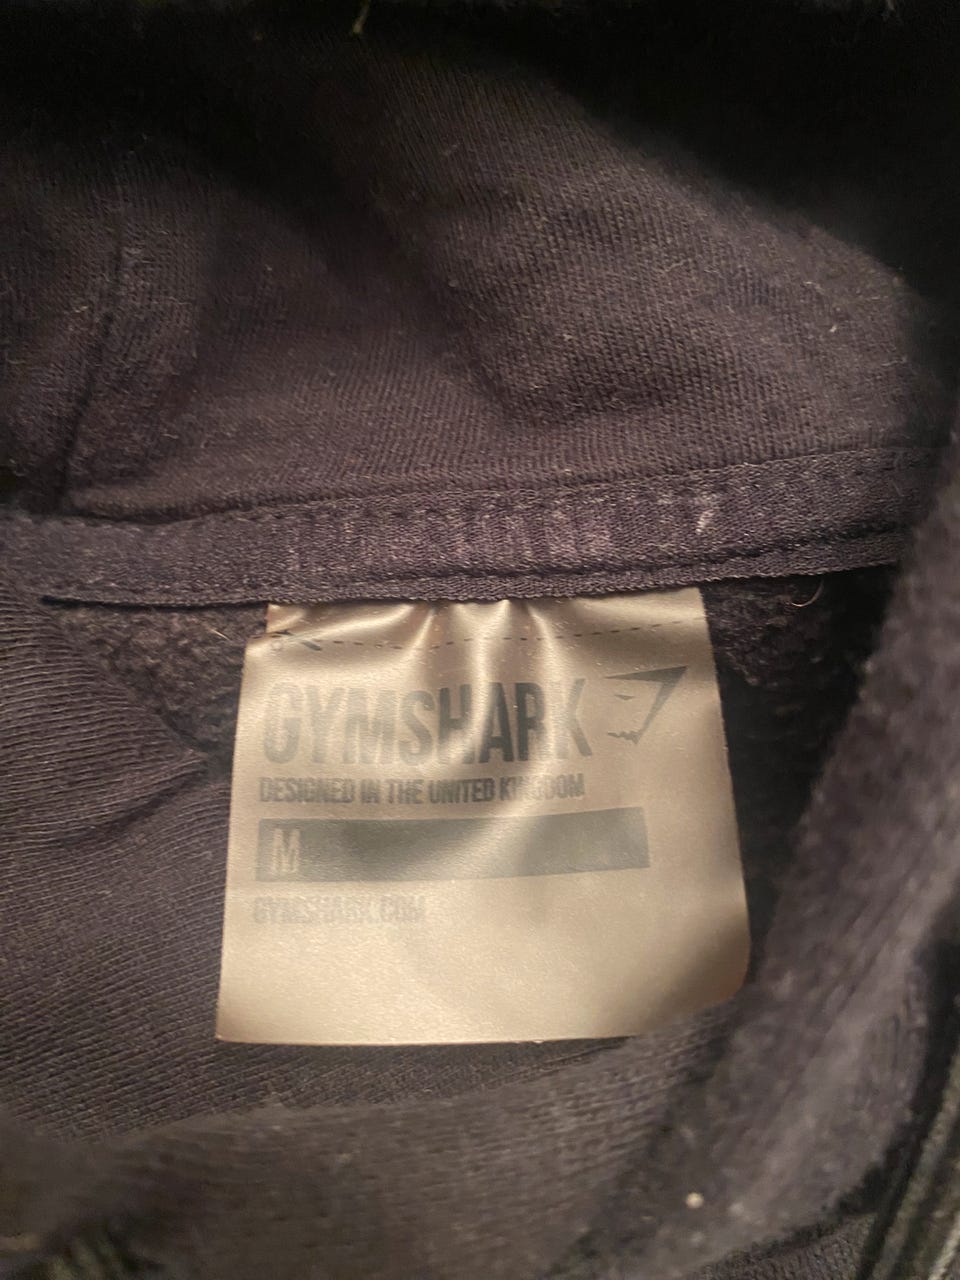 GYMSHARK
DESIGNED IN THE UNITED KINGDOM
M
GYMSHARK.COM